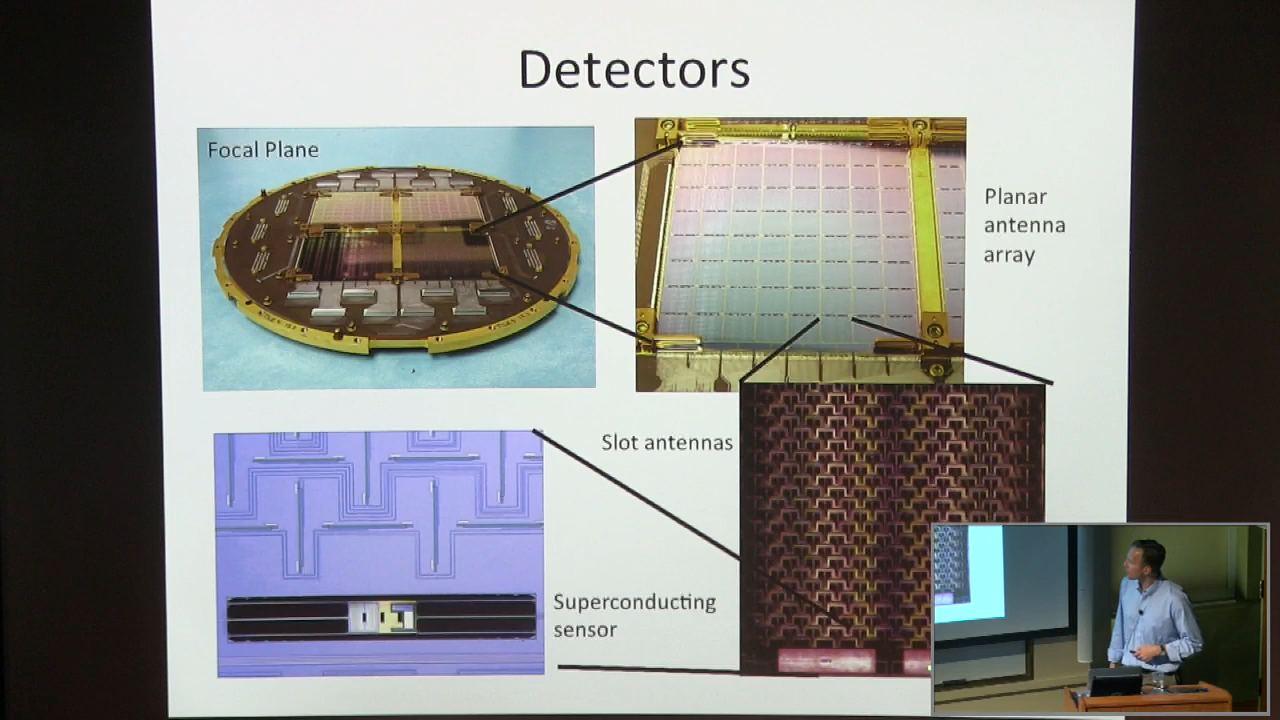 Detectors
Focal Plane
Planar
antenna
array
Slot antennas
Superconducting
sensor